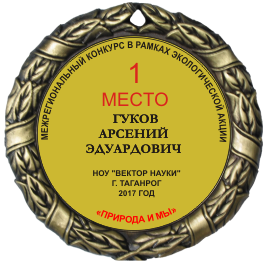 МЕЖРЕГИОНАЛЬНЫЙ КОНКУРС В РАМКАХ ЭКОЛОГИЧЕСКОЙ АКЦИИ
1
МЕСТО
ГУКОВ
АРСЕНИЙ
ЭДУАРДОВИЧ
НОУ "ВЕКТОР НАУКИ"
Г. ТАГАНРОГ
2017 ГОД
«ПРИРОДА И МЫ»